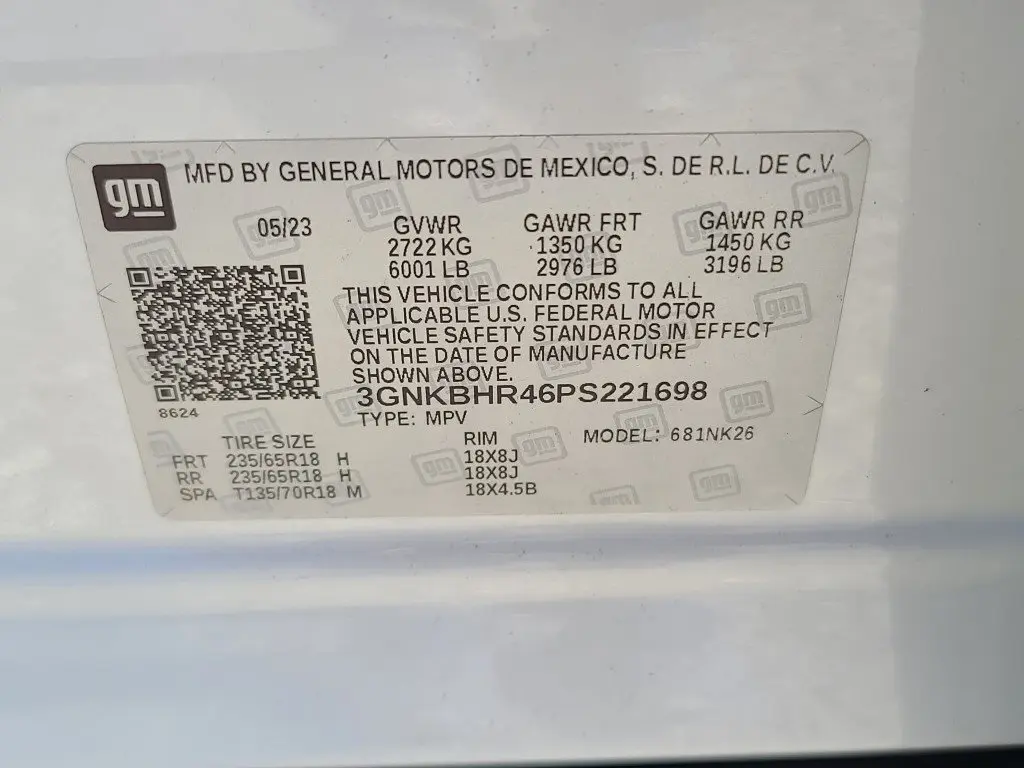 gm MFD BY GENERAL MOTORS DE MEXICO, S. DE R.L. DE C.V.
05/23 GVWR GAWR FRT GAWR RR
2722 KG 1350 KG 1450 KG
6001 LB 2976 LB 3196 LB
THIS VEHICLE CONFORMS TO ALL
APPLICABLE U.S. FEDERAL MOTOR
VEHICLE SAFETY STANDARDS IN EFFECT
ON THE DATE OF MANUFACTURE
SHOWN ABOVE.
3GNKBHR46PS221698
8624
TYPE: MPV
TIRE SIZE RIM MODEL: 681NK26
FRT 235/65R18 H 18X8J
RR 235/65R18 H 18X8J
SPA T135/70R18 M 18X4.5B